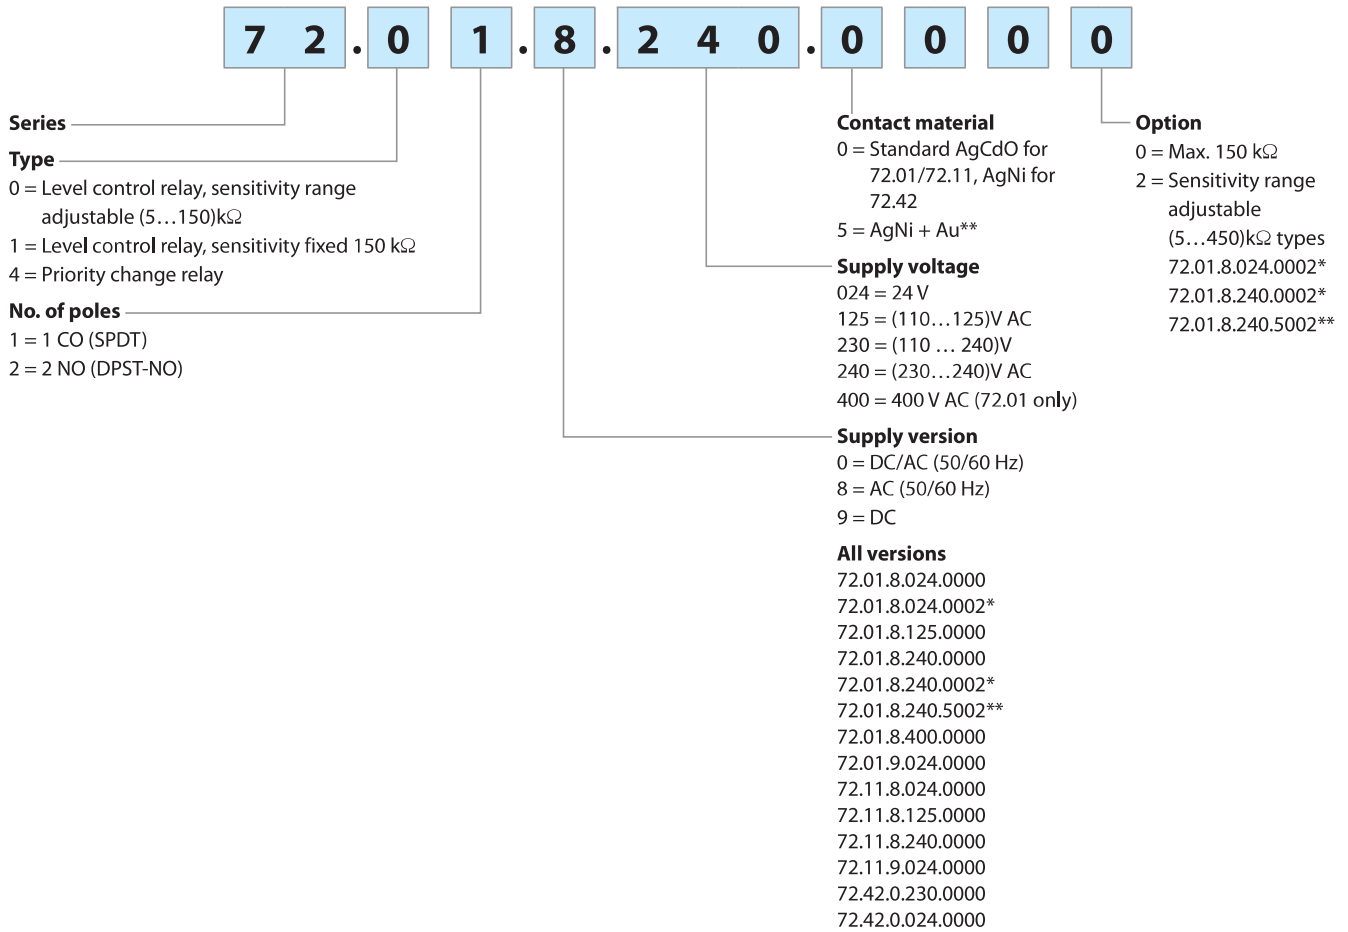 7 2 . 0 1 . 8 . 2 4 0 . 0 0 0 0
Series
Type
0 = Level control relay, sensitivity range
adjustable (5…150)kΩ
1 = Level control relay, sensitivity fixed 150 kΩ
4 = Priority change relay
No. of poles
1 = 1 CO (SPDT)
2 = 2 NO (DPST-NO)
Contact material
0 = Standard AgCdO for
72.01/72.11, AgNi for
72.42
5 = AgNi + Au**
Supply voltage
024 = 24 V
125 = (110…125)V AC
230 = (110 … 240)V
240 = (230…240)V AC
400 = 400 V AC (72.01 only)
Supply version
0 = DC/AC (50/60 Hz)
8 = AC (50/60 Hz)
9 = DC
All versions
72.01.8.024.0000
72.01.8.024.0002*
72.01.8.125.0000
72.01.8.240.0000
72.01.8.240.0002*
72.01.8.240.5002**
72.01.8.400.0000
72.01.9.024.0000
72.11.8.024.0000
72.11.8.125.0000
72.11.8.240.0000
72.11.9.024.0000
72.42.0.230.0000
72.42.0.024.0000
Option
0 = Max. 150 kΩ
2 = Sensitivity range
adjustable
(5…450)kΩ types
72.01.8.024.0002*
72.01.8.240.0002*
72.01.8.240.5002**